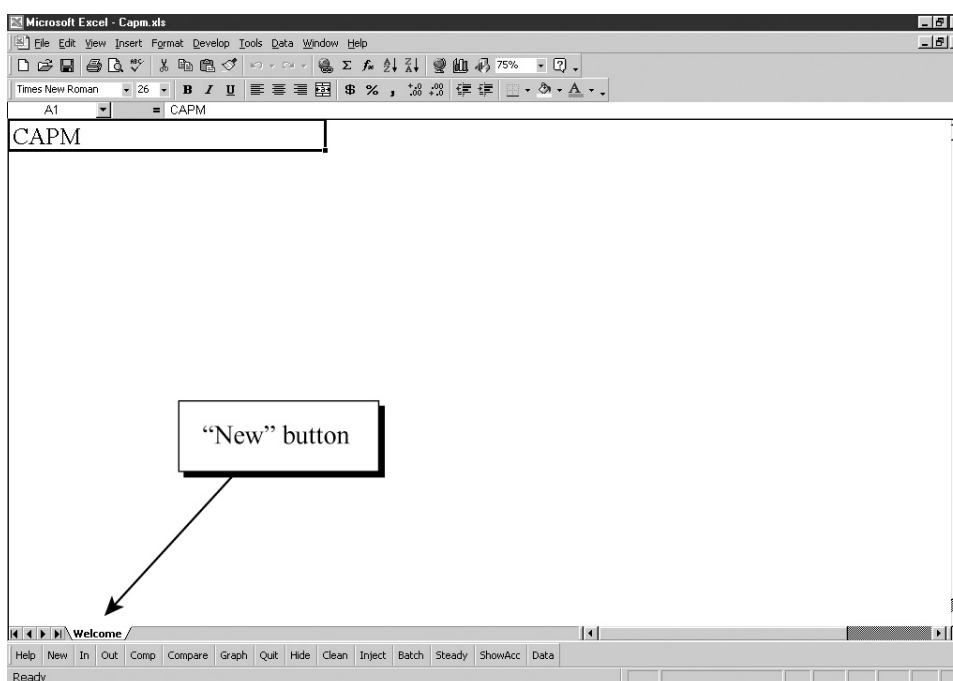 Microsoft Excel - Capm.xls
File Edit View Insert Format Develop Tools Data Window Help
75%
Times New Roman 26 B I U $ % ,
A1 = CAPM
CAPM
“New” button
Welcome
Help New In Out Comp Compare Graph Quit Hide Clean Inject Batch Steady ShowAcc Data
Ready